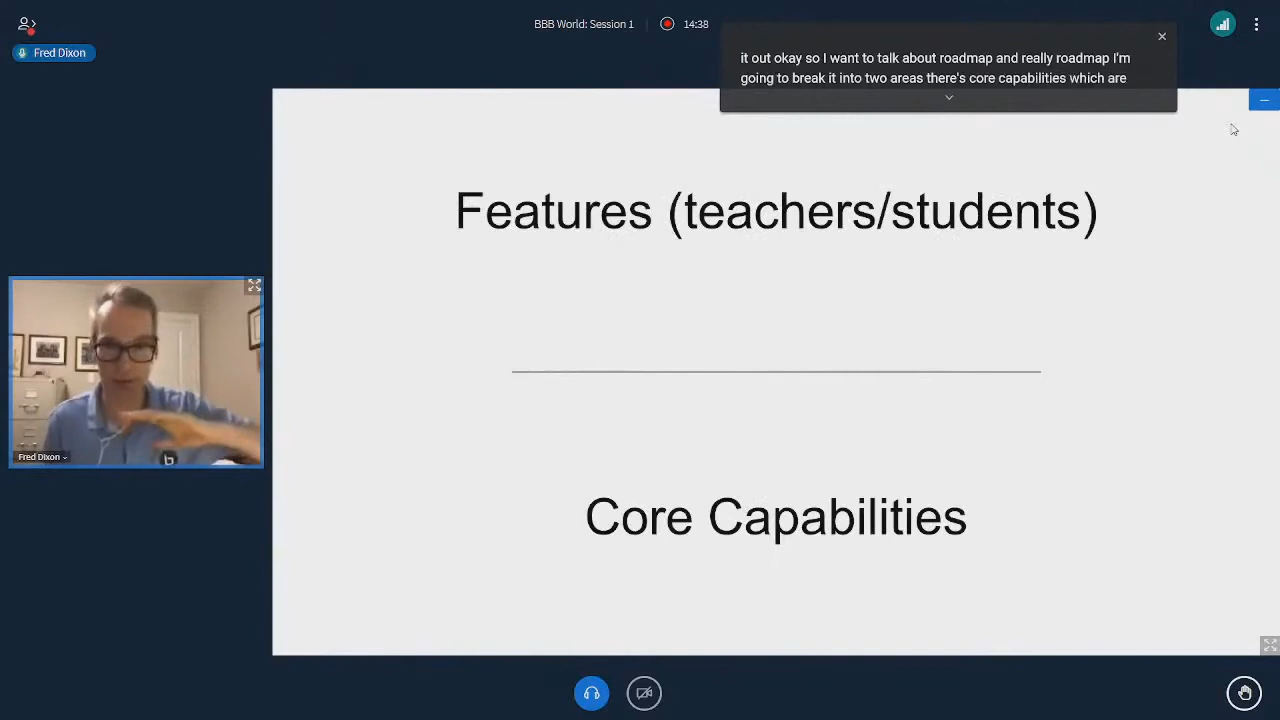 BBB World: Session 1
14:38
Fred Dixon
it out okay so I want to talk about roadmap and really roadmap I'm
going to break it into two areas there's core capabilities which are
Features (teachers/students)
Fred Dixon
Core Capabilities